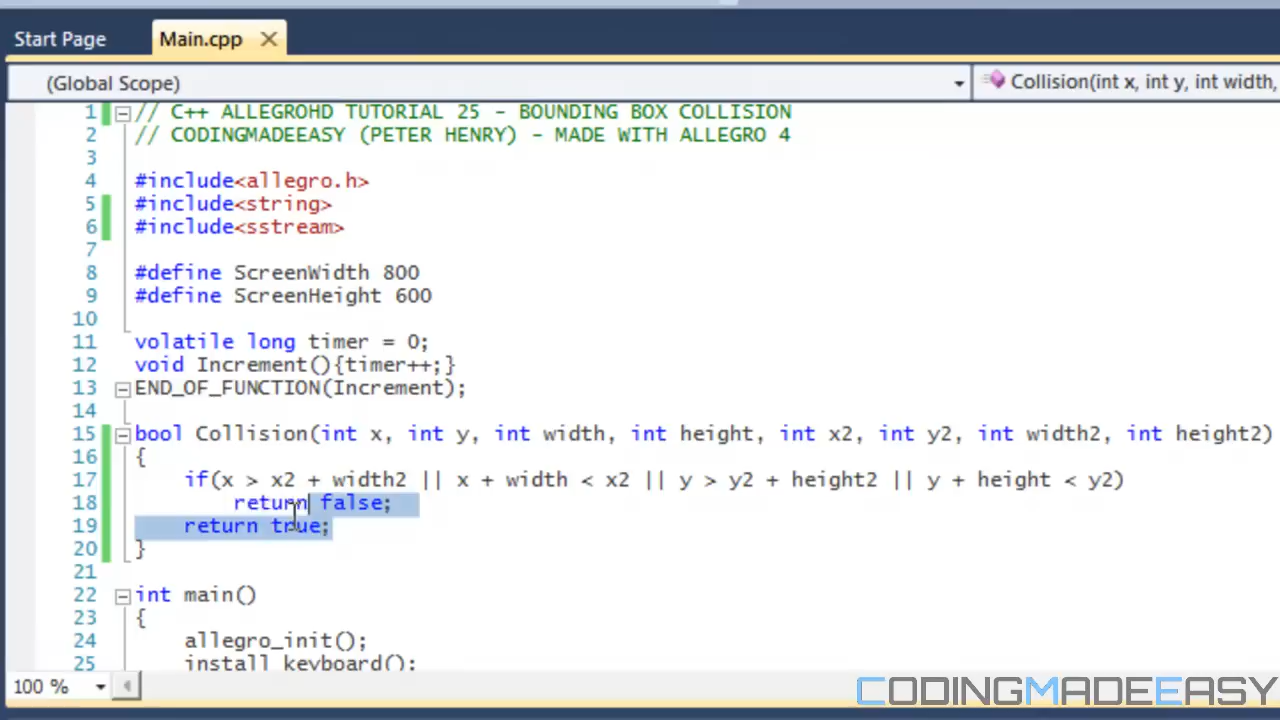 Start Page
Main.cpp
(Global Scope)
Collision(int x, int y, int width,
1 // C++ ALLEGROHD TUTORIAL 25 - BOUNDING BOX COLLISION
2 // CODINGMADEEASY (PETER HENRY) - MADE WITH ALLEGRO 4
3
4 #include<allegro.h>
5 #include<string>
6 #include<sstream>
7
8 #define ScreenWidth 800
9 #define ScreenHeight 600
10
11 volatile long timer = 0;
12 void Increment(){timer++;}
13 END_OF_FUNCTION(Increment);
14
15 bool Collision(int x, int y, int width, int height, int x2, int y2, int width2, int height2)
16 {
17 if(x > x2 + width2 || x + width < x2 || y > y2 + height2 || y + height < y2)
18 return false;
19 return true;
20 }
21
22 int main()
23 {
24 allegro_init();
25 install_keyboard();
100 %
CODINGMADEEASY